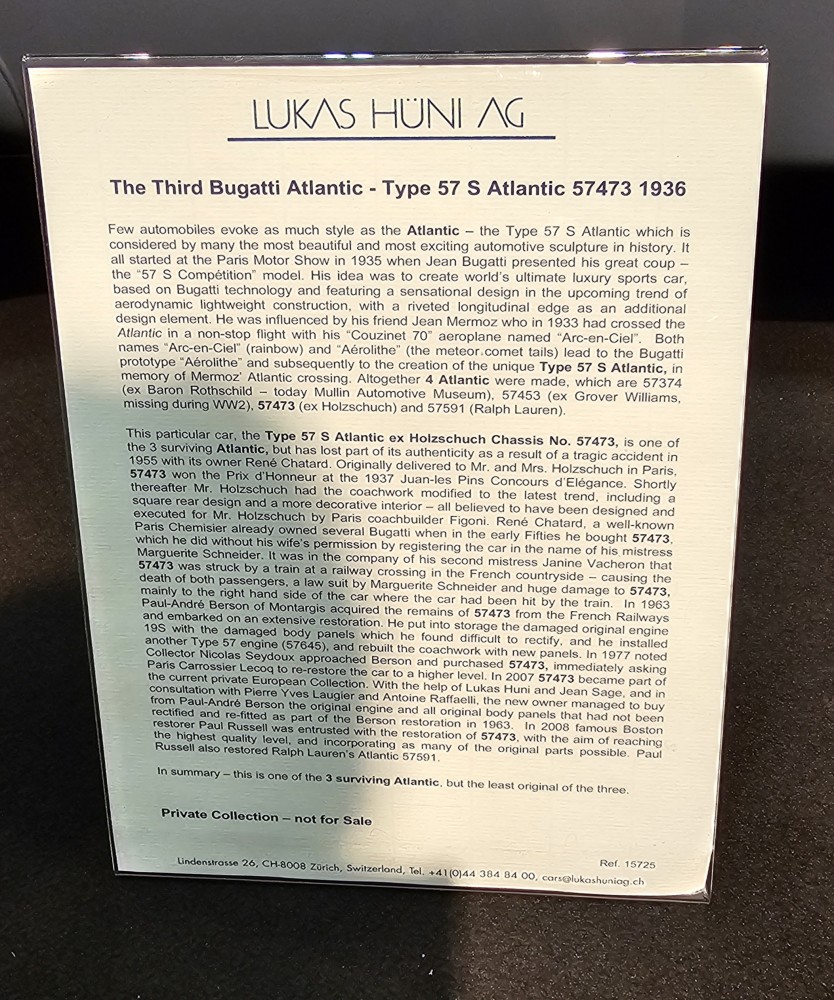 LUKAS HÜNI AG
The Third Bugatti Atlantic - Type 57 S Atlantic 57473 1936
Few automobiles evoke as much style as the Atlantic – the Type 57 S Atlantic which is
considered by many the most beautiful and most exciting automotive sculpture in history. It
all started at the Paris Motor Show in 1935 when Jean Bugatti presented his great coup –
the “57 S Compétition” model. His idea was to create world's ultimate luxury sports car,
based on Bugatti technology and featuring a sensational design in the upcoming trend of
aerodynamic lightweight construction, with a riveted longitudinal edge as an additional
design element. He was influenced by his friend Jean Mermoz who in 1933 had crossed the
Atlantic in a non-stop flight with his “Couzinet 70” aeroplane named “Arc-en-Ciel”. Both
names “Arc-en-Ciel” (rainbow) and “Aérolithe” (the meteor.comet tails) lead to the Bugatti
prototype “Aérolithe” and subsequently to the creation of the unique Type 57 S Atlantic, in
memory of Mermoz' Atlantic crossing. Altogether 4 Atlantic were made, which are 57374
(ex Baron Rothschild – today Mullin Automotive Museum), 57453 (ex Grover Williams,
missing during WW2), 57473 (ex Holzschuch) and 57591 (Ralph Lauren).
This particular car, the Type 57 S Atlantic ex Holzschuch Chassis No. 57473, is one of
the 3 surviving Atlantic, but has lost part of its authenticity as a result of a tragic accident in
1955 with its owner René Chatard. Originally delivered to Mr. and Mrs. Holzschuch in Paris,
57473 won the Prix d'Honneur at the 1937 Juan-les Pins Concours d'Elégance. Shortly
thereafter Mr. Holzschuch had the coachwork modified to the latest trend, including a
square rear design and a more decorative interior – all believed to have been designed and
executed for Mr. Holzschuch by Paris coachbuilder Figoni. René Chatard, a well-known
Paris Chemisier already owned several Bugatti when in the early Fifties he bought 57473,
which he did without his wife's permission by registering the car in the name of his mistress
Marguerite Schneider. It was in the company of his second mistress Janine Vacheron that
57473 was struck by a train at a railway crossing in the French countryside – causing the
death of both passengers, a law suit by Marguerite Schneider and huge damage to 57473,
mainly to the right hand side of the car where the car had been hit by the train. In 1963
Paul-André Berson of Montargis acquired the remains of 57473 from the French Railways
and embarked on an extensive restoration. He put into storage the damaged original engine
19S with the damaged body panels which he found difficult to rectify, and he installed
another Type 57 engine (57645), and rebuilt the coachwork with new panels. In 1977 noted
Collector Nicolas Seydoux approached Berson and purchased 57473, immediately asking
Paris Carrossier Lecoq to re-restore the car to a higher level. In 2007 57473 became part of
the current private European Collection. With the help of Lukas Huni and Jean Sage, and in
consultation with Pierre Yves Laugier and Antoine Raffaelli, the new owner managed to buy
from Paul-André Berson the original engine and all original body panels that had not been
rectified and re-fitted as part of the Berson restoration in 1963. In 2008 famous Boston
restorer Paul Russell was entrusted with the restoration of 57473, with the aim of reaching
the highest quality level, and incorporating as many of the original parts possible. Paul
Russell also restored Ralph Lauren's Atlantic 57591.
In summary – this is one of the 3 surviving Atlantic, but the least original of the three.
Private Collection – not for Sale
Ref. 15725
Lindenstrasse 26, CH-8008 Zürich, Switzerland, Tel. +41(0)44 384 84 00, cars@lukashuniag.ch